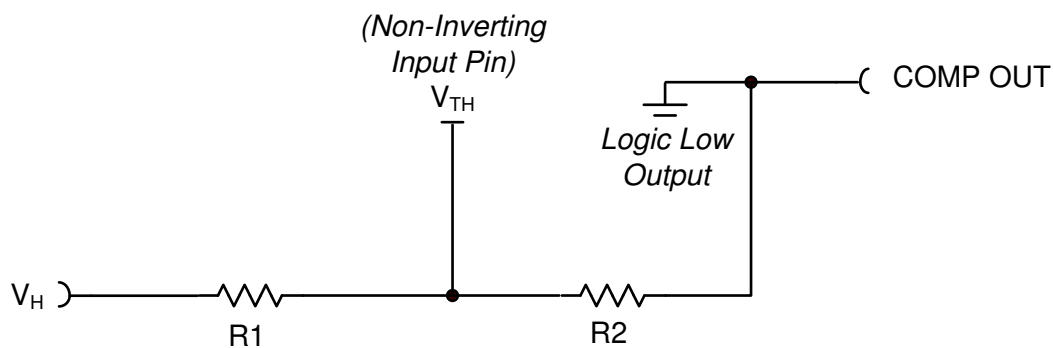 (Non-Inverting
Input Pin)
V_TH
COMP OUT
Logic Low
Output
V_H
R1
R2